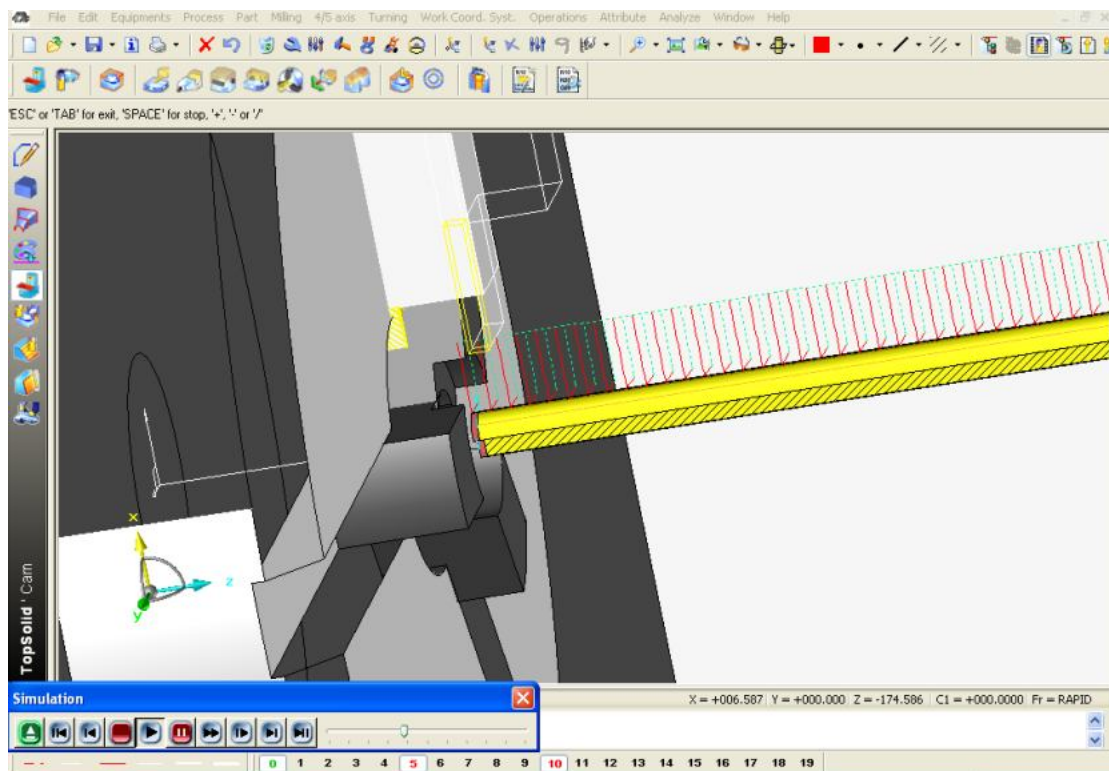 File Edit Equipments Process Part Milling 4/5 axis Turning Work Coord. Syst. Operations Attribute Analyze Window Help
'ESC' or 'TAB' for exit, 'SPACE' for stop, '+', '-' or '/'
x
z
y
TopSolid'Cam
Simulation
X = +006.587 Y = +000.000 Z = -174.586 C1 = +000.0000 Fr = RAPID
0 1 2 3 4 5 6 7 8 9 10 11 12 13 14 15 16 17 18 19